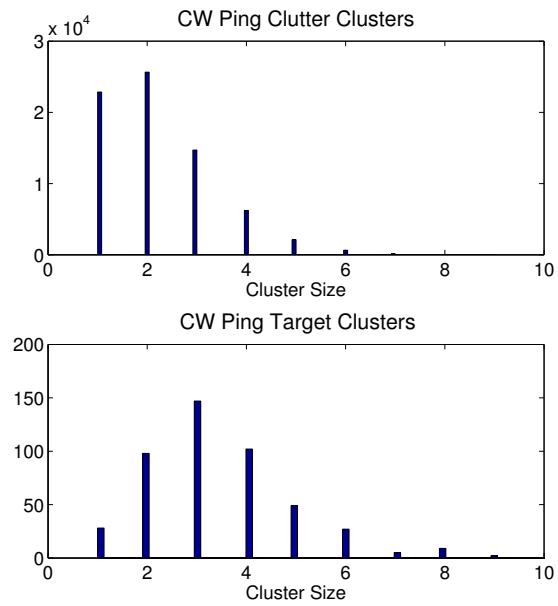 CW Ping Clutter Clusters
x 10^4
3
2
1
0
0 2 4 6 8 10
Cluster Size
CW Ping Target Clusters
200
150
100
50
0
0 2 4 6 8 10
Cluster Size